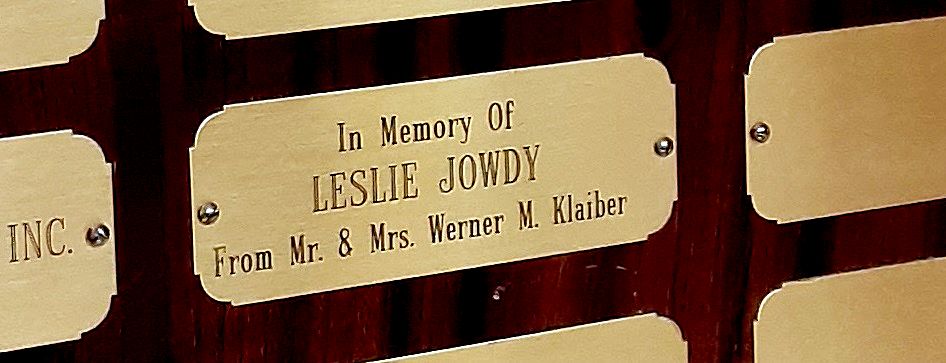 In Memory Of
LESLIE JOWDY
From Mr. & Mrs. Werner M. Klaiber
INC.